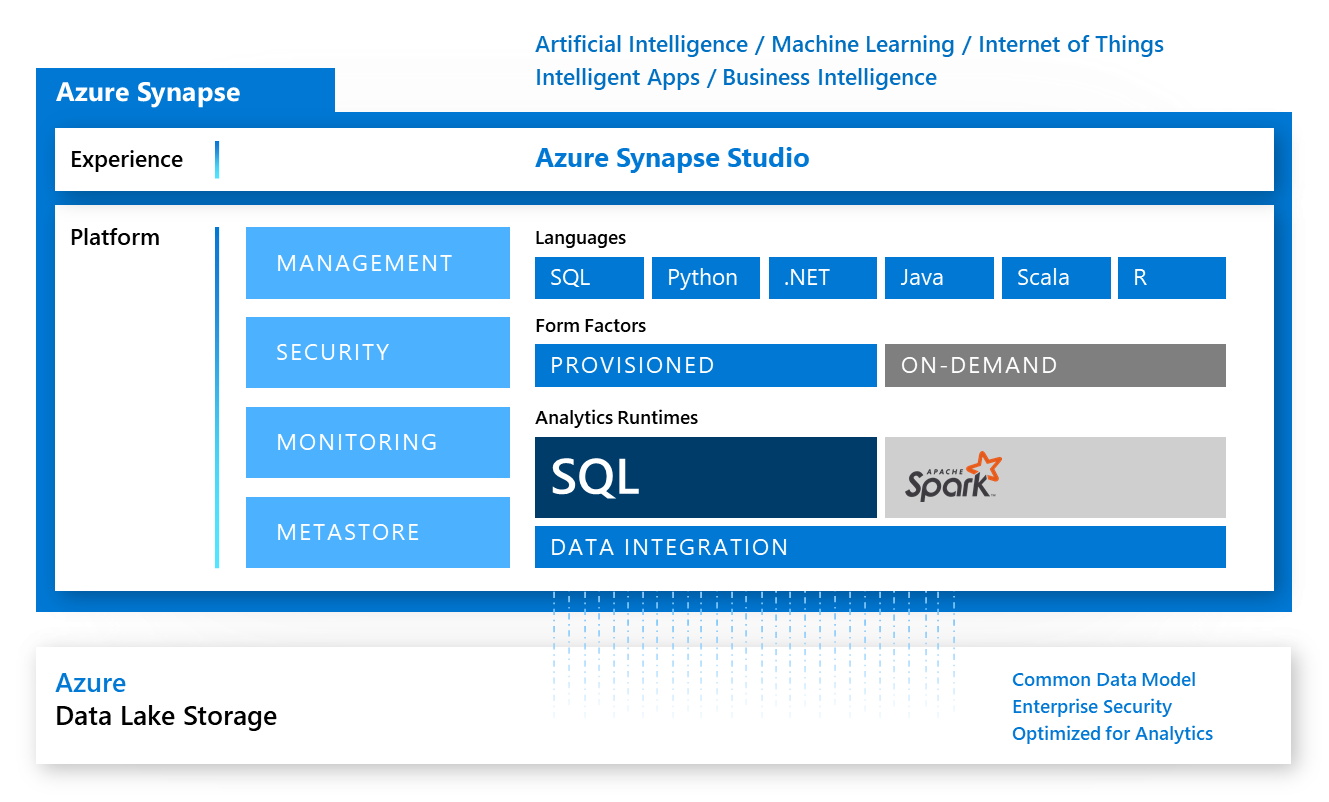 Artificial Intelligence / Machine Learning / Internet of Things
Intelligent Apps / Business Intelligence
Azure Synapse
Experience
Azure Synapse Studio
Platform
MANAGEMENT
SECURITY
MONITORING
METASTORE
Languages
SQL Python .NET Java Scala R
Form Factors
PROVISIONED ON-DEMAND
Analytics Runtimes
SQL
APACHE
Spark™
DATA INTEGRATION
Azure
Data Lake Storage
Common Data Model
Enterprise Security
Optimized for Analytics